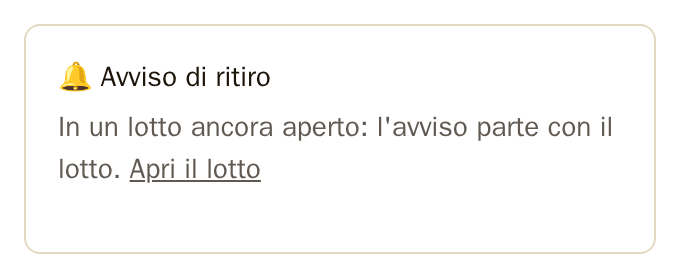 🔔 Avviso di ritiro
In un lotto ancora aperto: l'avviso parte con il
lotto. Apri il lotto